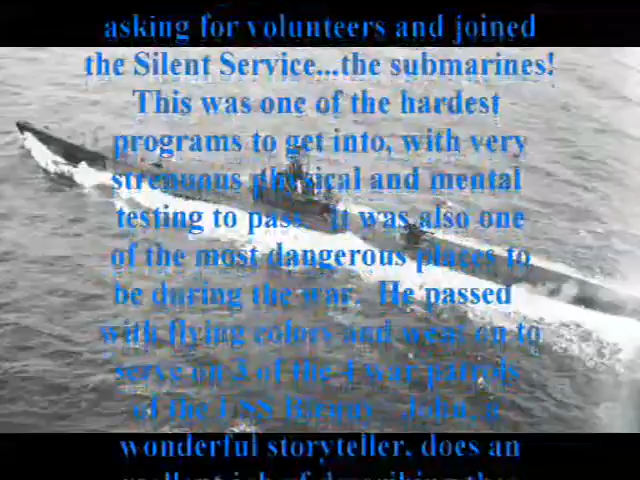 asking for volunteers and joined
the Silent Service...the submarines!
This was one of the hardest
programs to get into, with very
strenuous physical and mental
testing to pass. It was also one
of the most dangerous places to
be during the war. He passed
with flying colors and went on to
serve on 3 of the 4 war patrols
of the USS John, a
wonderful storyteller, does an